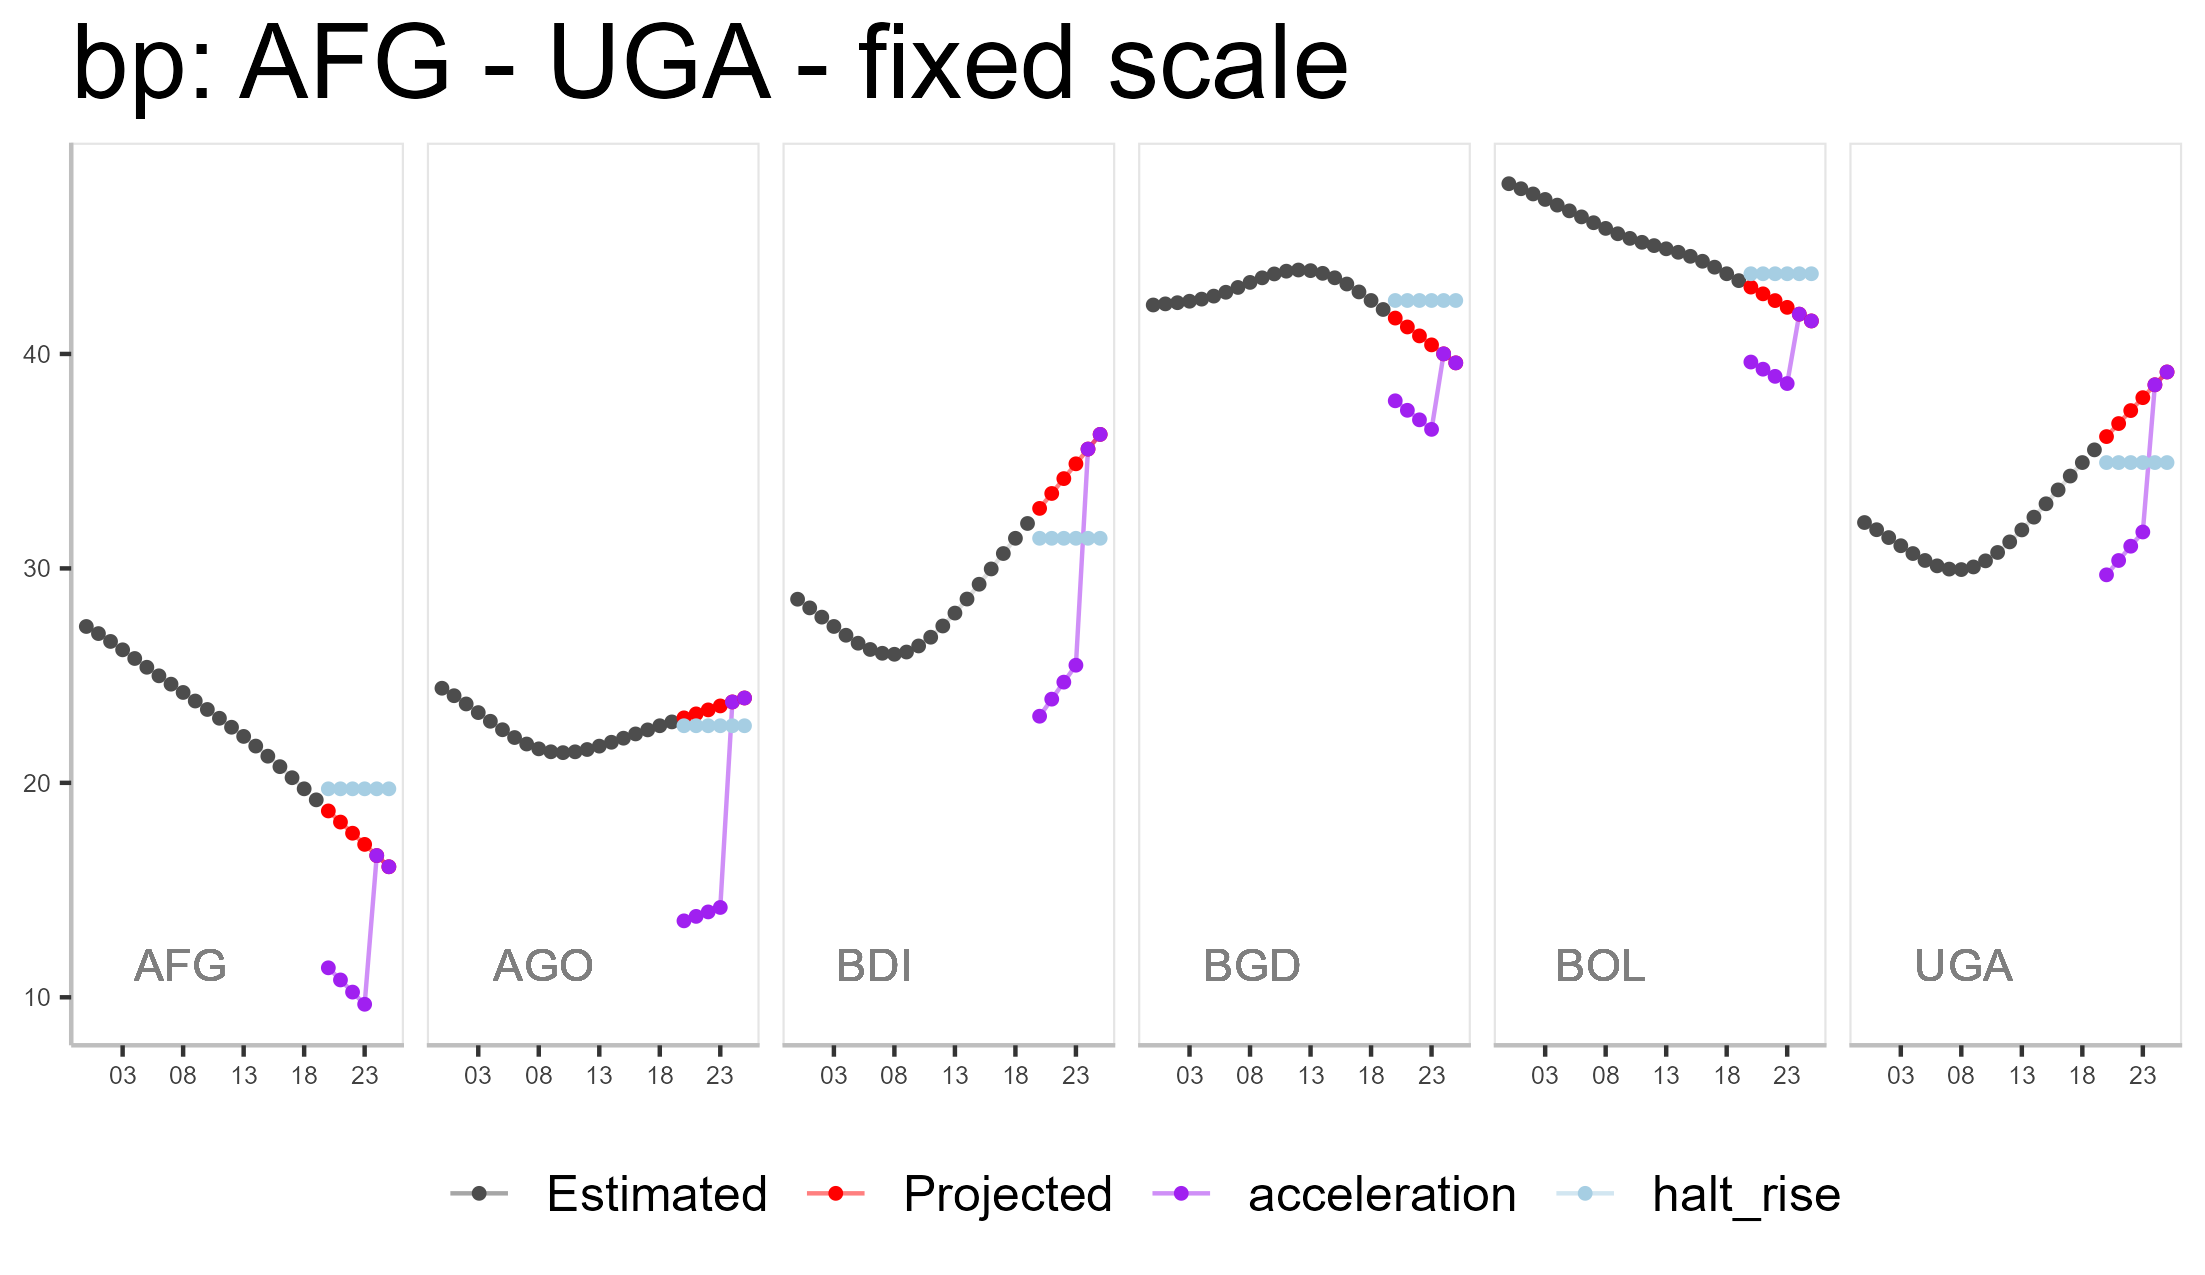 bp: AFG - UGA - fixed scale
40
30
20
10
AFG
AGO
BDI
BGD
BOL
UGA
03 08 13 18 23
03 08 13 18 23
03 08 13 18 23
03 08 13 18 23
03 08 13 18 23
03 08 13 18 23
Estimated Projected acceleration halt_rise